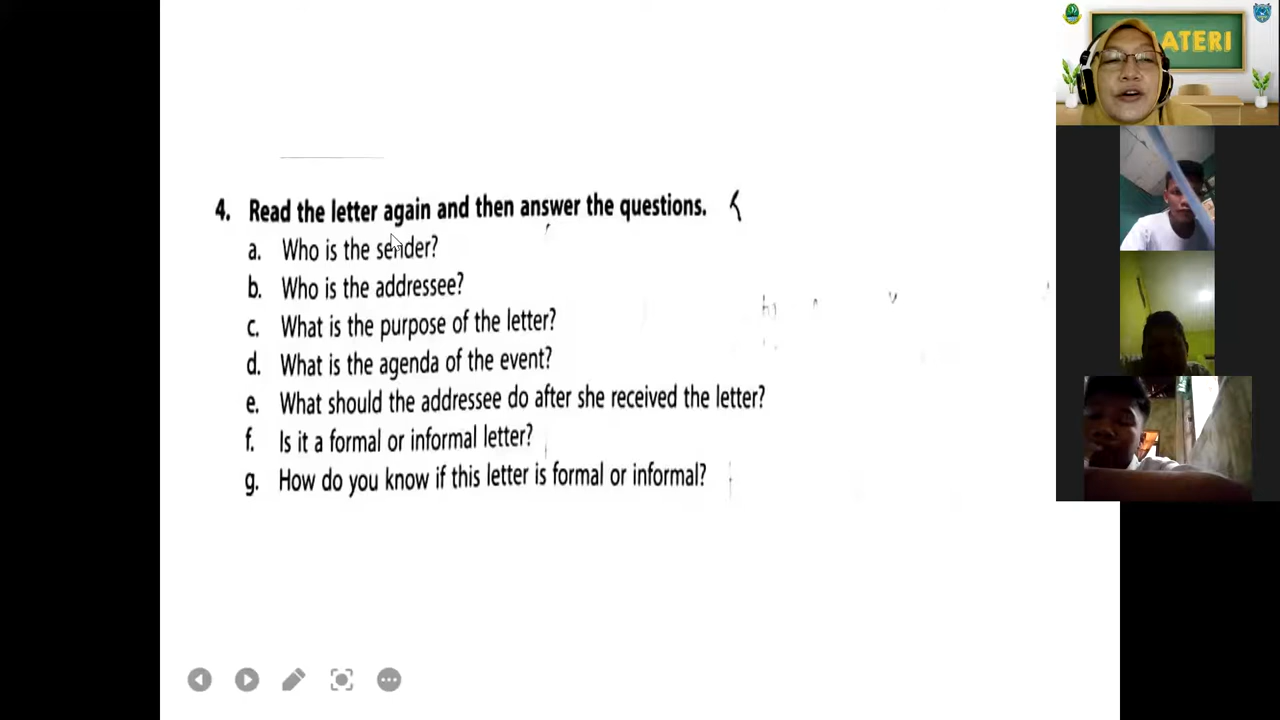 ATERI
4. Read the letter again and then answer the questions.
a. Who is the sender?
b. Who is the addressee?
c. What is the purpose of the letter?
d. What is the agenda of the event?
e. What should the addressee do after she received the letter?
f. Is it a formal or informal letter?
g. How do you know if this letter is formal or informal?